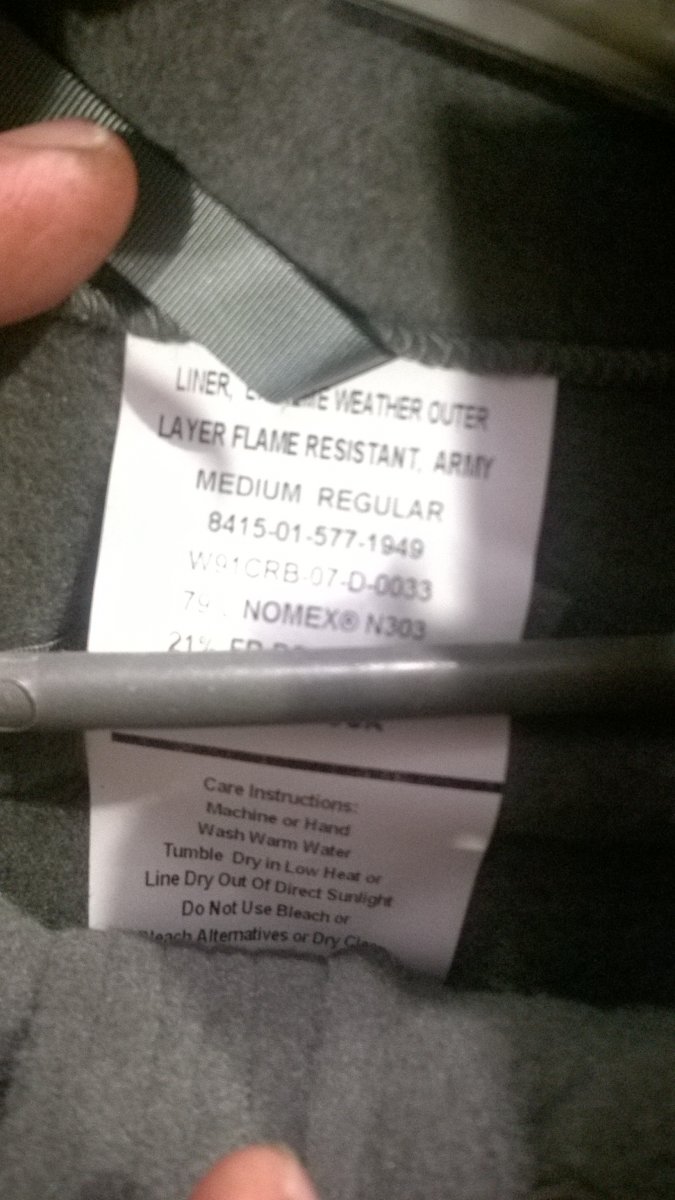 LINER, WEATHER OUTER
LAYER FLAME RESISTANT, ARMY
MEDIUM REGULAR
8415-01-577-1949
W91CRB-07-D-0033
79 NOMEX® N303
21%
Care Instructions:
Machine or Hand
Wash Warm Water
Tumble Dry in Low Heat or
Line Dry Out Of Direct Sunlight
Do Not Use Bleach or
Alternatives or Dry